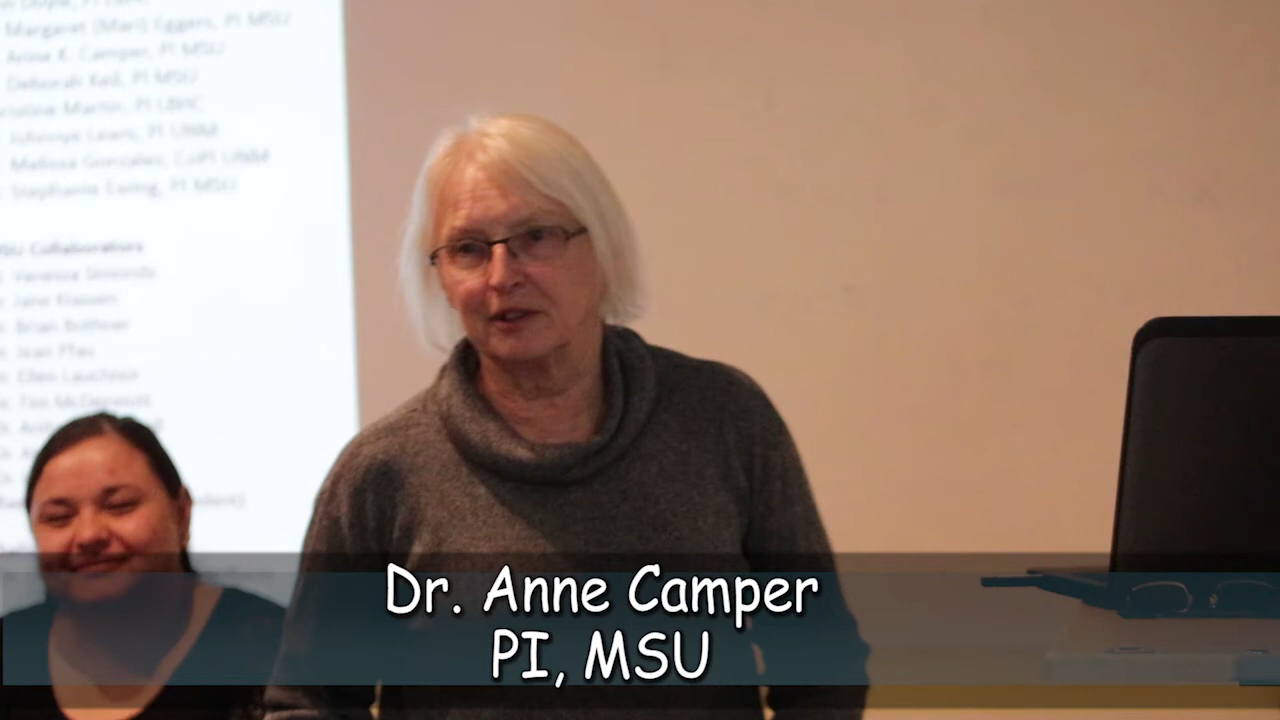 Margaret (Mari) Eggers, PI MSU
Anne K. Camper, PI MSU
Deborah Keil, PI MSU
Martin, PI LBHC
Johnnye Lewis, PI UNM
Melissa Gonzales, CoPI UNM
Stephanie Ewing, PI MSU
Collaborators
Vanessa Simonds
Jane Klassen
Brian Bothner
Jean Pfau
Ellen Lauchnor
Tim McDermott
Dr. Anne Camper
PI, MSU